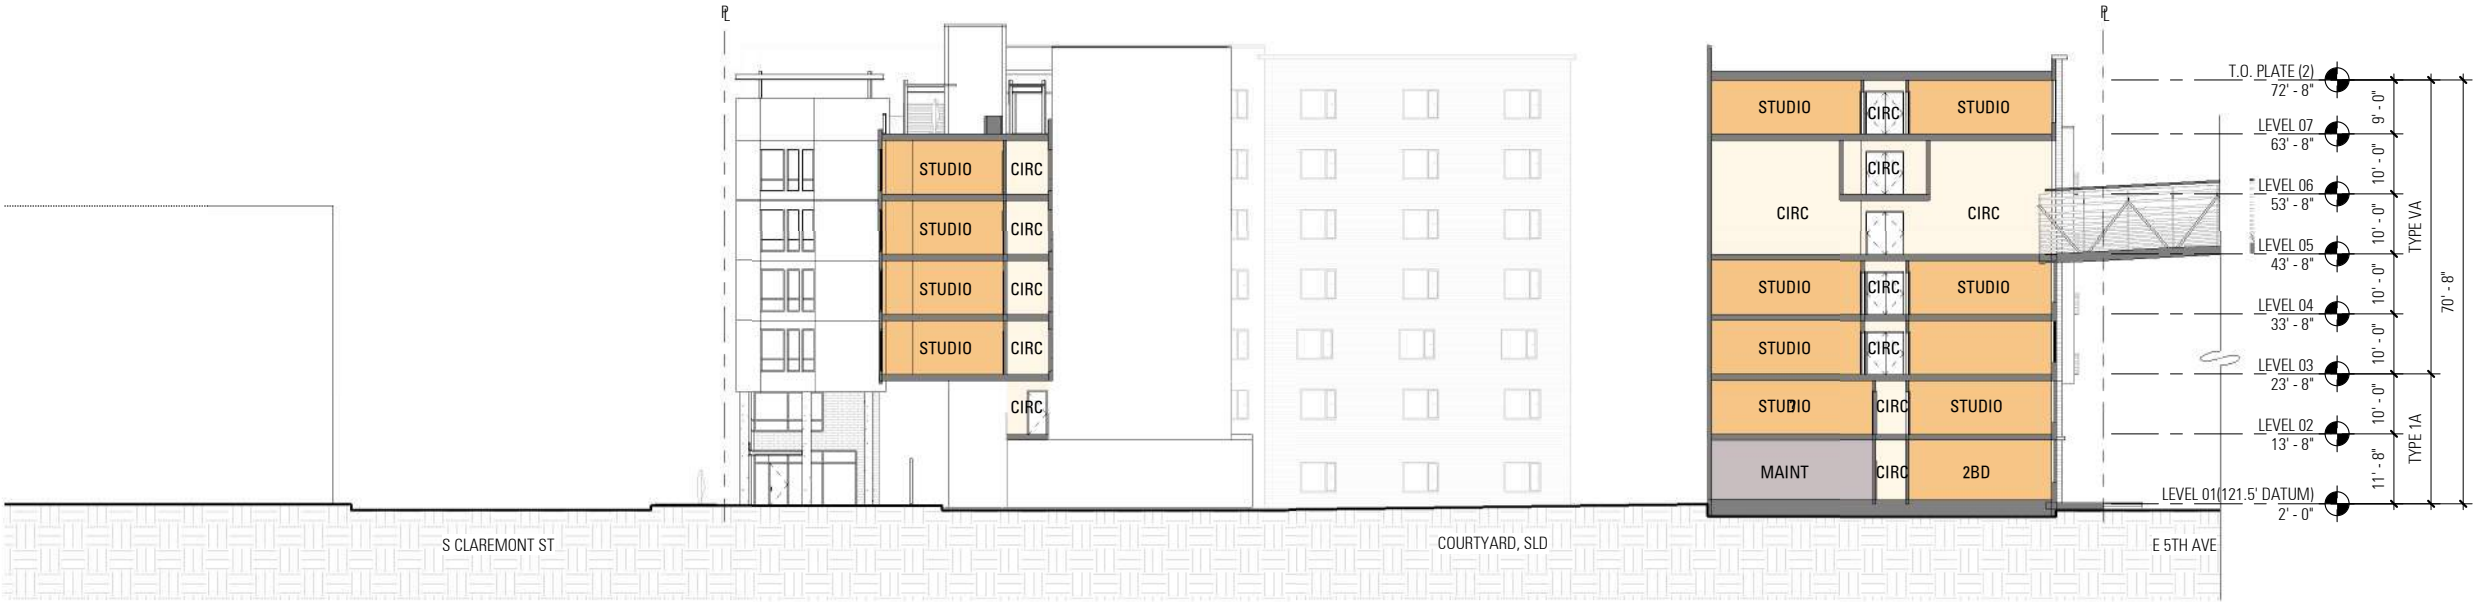 PL
PL
T.O. PLATE (2)
72' - 8"
9' - 0"
STUDIO
CIRC
STUDIO
LEVEL 07
63' - 8"
10' - 0"
STUDIO
CIRC
CIRC
LEVEL 06
53' - 8"
10' - 0"
TYPE VA
STUDIO
CIRC
CIRC
CIRC
LEVEL 05
43' - 8"
10' - 0"
70' - 8"
STUDIO
CIRC
STUDIO
CIRC
STUDIO
LEVEL 04
33' - 8"
10' - 0"
STUDIO
CIRC
STUDIO
CIRC
LEVEL 03
23' - 8"
10' - 0"
TYPE 1A
CIRC
STUDIO
CIRC
STUDIO
LEVEL 02
13' - 8"
11' - 8"
MAINT
CIRC
2BD
LEVEL 01(121.5' DATUM)
2' - 0"
S CLAREMONT ST
COURTYARD, SLD
E 5TH AVE